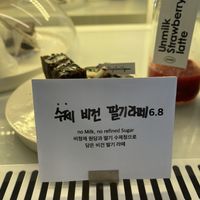 Unmilk
Strawberry
latte
수제 비건 딸기라떼 6.8
no Milk, no refined Sugar
비정제 원당과 딸기 수제청으로
담은 비건 딸기 라떼